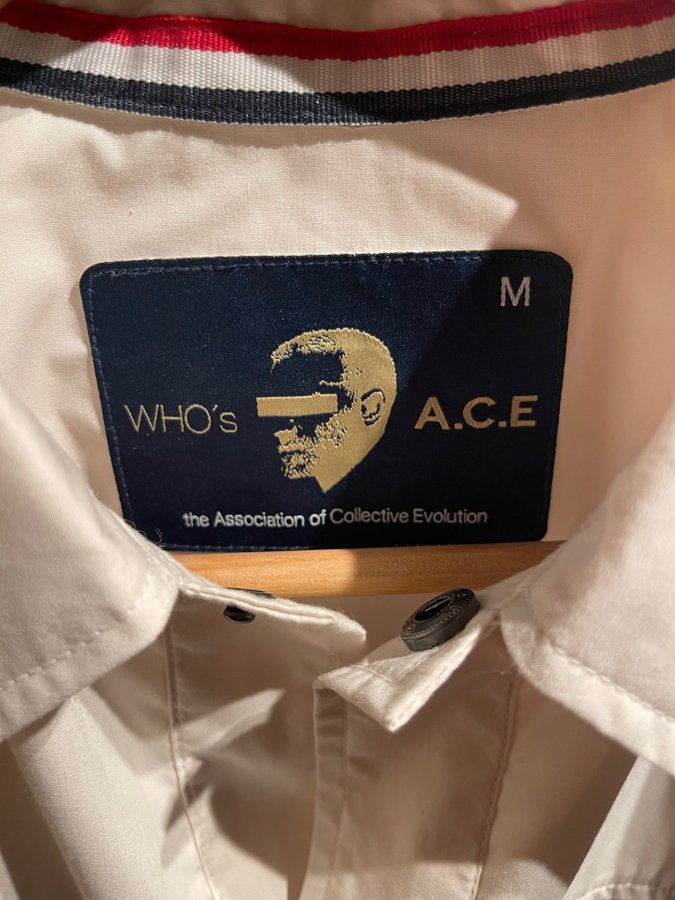 M
WHO's A.C.E
the Association of Collective Evolution